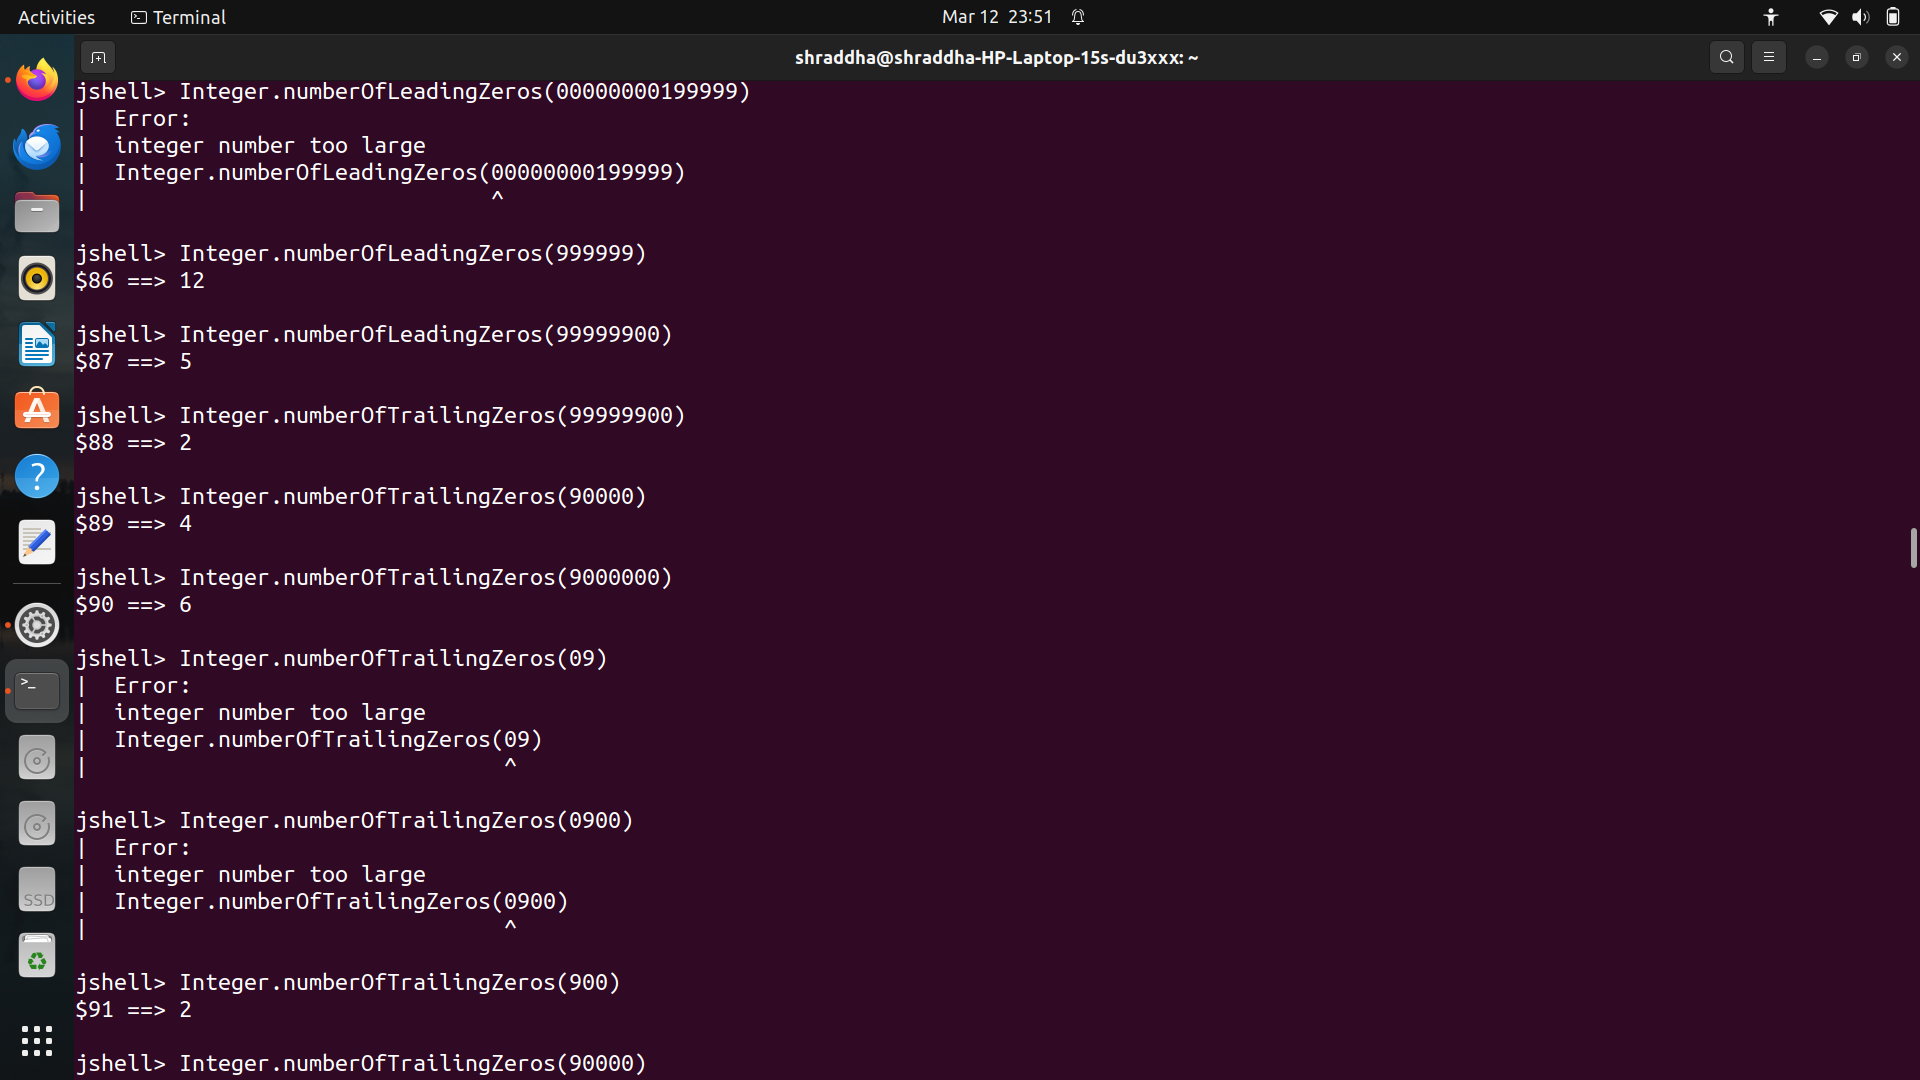 Activities
Terminal
Mar 12 23:51
shraddha@shraddha-HP-Laptop-15s-du3xxx: ~
jshell> Integer.numberOfLeadingZeros(00000000199999)
|  Error:
|  integer number too large
|  Integer.numberOfLeadingZeros(00000000199999)
|                                ^
jshell> Integer.numberOfLeadingZeros(999999)
$86 ==> 12
jshell> Integer.numberOfLeadingZeros(99999900)
$87 ==> 5
jshell> Integer.numberOfTrailingZeros(99999900)
$88 ==> 2
jshell> Integer.numberOfTrailingZeros(90000)
$89 ==> 4
jshell> Integer.numberOfTrailingZeros(9000000)
$90 ==> 6
jshell> Integer.numberOfTrailingZeros(09)
|  Error:
|  integer number too large
|  Integer.numberOfTrailingZeros(09)
|                                 ^
jshell> Integer.numberOfTrailingZeros(0900)
|  Error:
|  integer number too large
|  Integer.numberOfTrailingZeros(0900)
|                                 ^
jshell> Integer.numberOfTrailingZeros(900)
$91 ==> 2
jshell> Integer.numberOfTrailingZeros(90000)
SSD